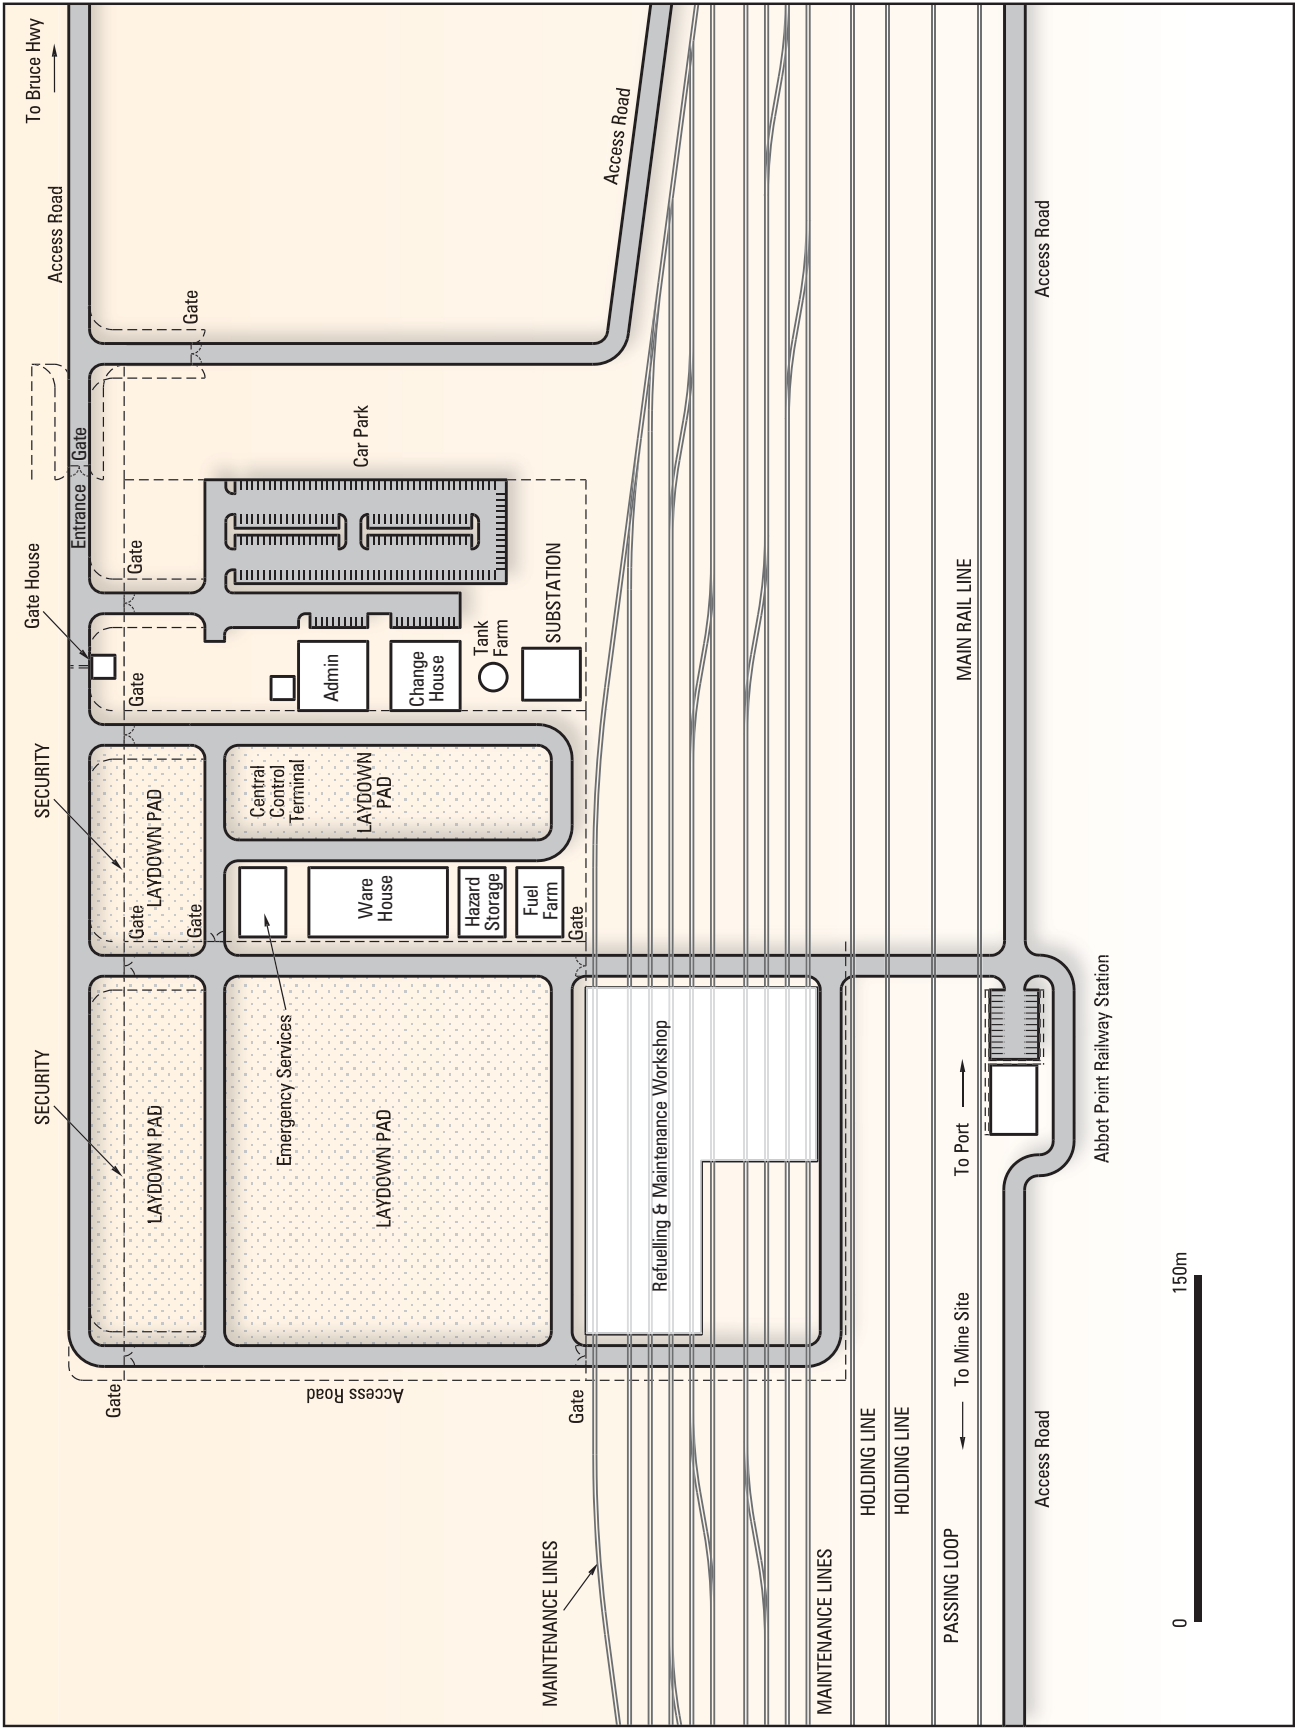 To Bruce Hwy
Access Road
Access Road
Gate
Gate
Entrance
Car Park
Gate House
Gate
Gate
SECURITY
Admin
Change
House
Tank
Farm
SUBSTATION
LAYDOWN PAD
Central
Control
Terminal
LAYDOWN
PAD
Gate
Gate
Ware
House
Hazard
Storage
Fuel
Farm
Gate
SECURITY
LAYDOWN PAD
Emergency Services
LAYDOWN PAD
Refuelling & Maintenance Workshop
Gate
Access Road
Gate
MAINTENANCE LINES
MAINTENANCE LINES
HOLDING LINE
HOLDING LINE
PASSING LOOP
MAIN RAIL LINE
To Port
To Mine Site
Access Road
Access Road
Abbot Point Railway Station
0
150m